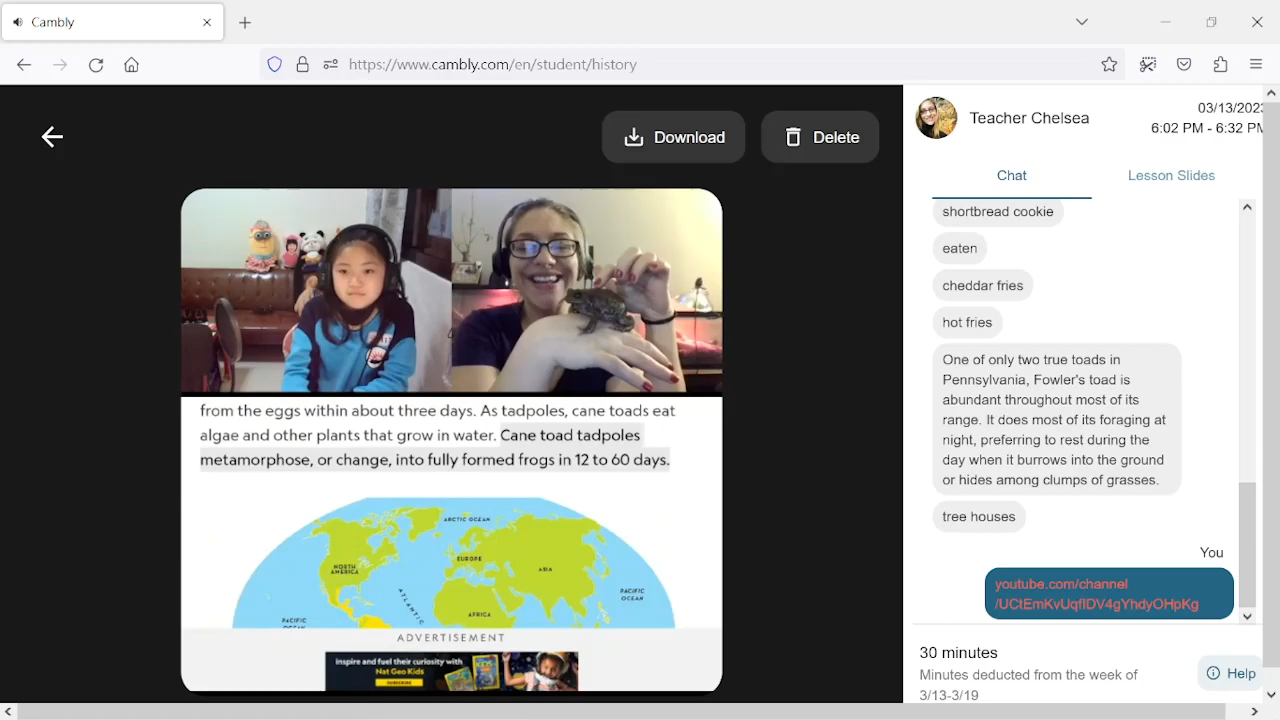 Cambly
https://www.cambly.com/en/student/history
Download
Delete
Teacher Chelsea
03/13/2023
6:02 PM - 6:32 PM
Chat
Lesson Slides
shortbread cookie
eaten
cheddar fries
hot fries
One of only two true toads in
Pennsylvania, Fowler's toad is
abundant throughout most of its
range. It does most of its foraging at
night, preferring to rest during the
day when it burrows into the ground
or hides among clumps of grasses.
tree houses
You
youtube.com/channel
30 minutes
Minutes deducted from the week of
3/13-3/19
Help
from the eggs within about three days. As tadpoles, cane toads eat
algae and other plants that grow in water. Cane toad tadpoles
metamorphose, or change, into fully formed frogs in 12 to 60 days.
ARCTIC OCEAN
NORTH
AMERICA
EUROPE
ASIA
ATLANTIC
PACIFIC
OCEAN
AFRICA
PACIFIC
OCEAN
ADVERTISEMENT
Inspire and fuel their curiosity with
Nat Geo Kids
SUBSCRIBE
KIDS